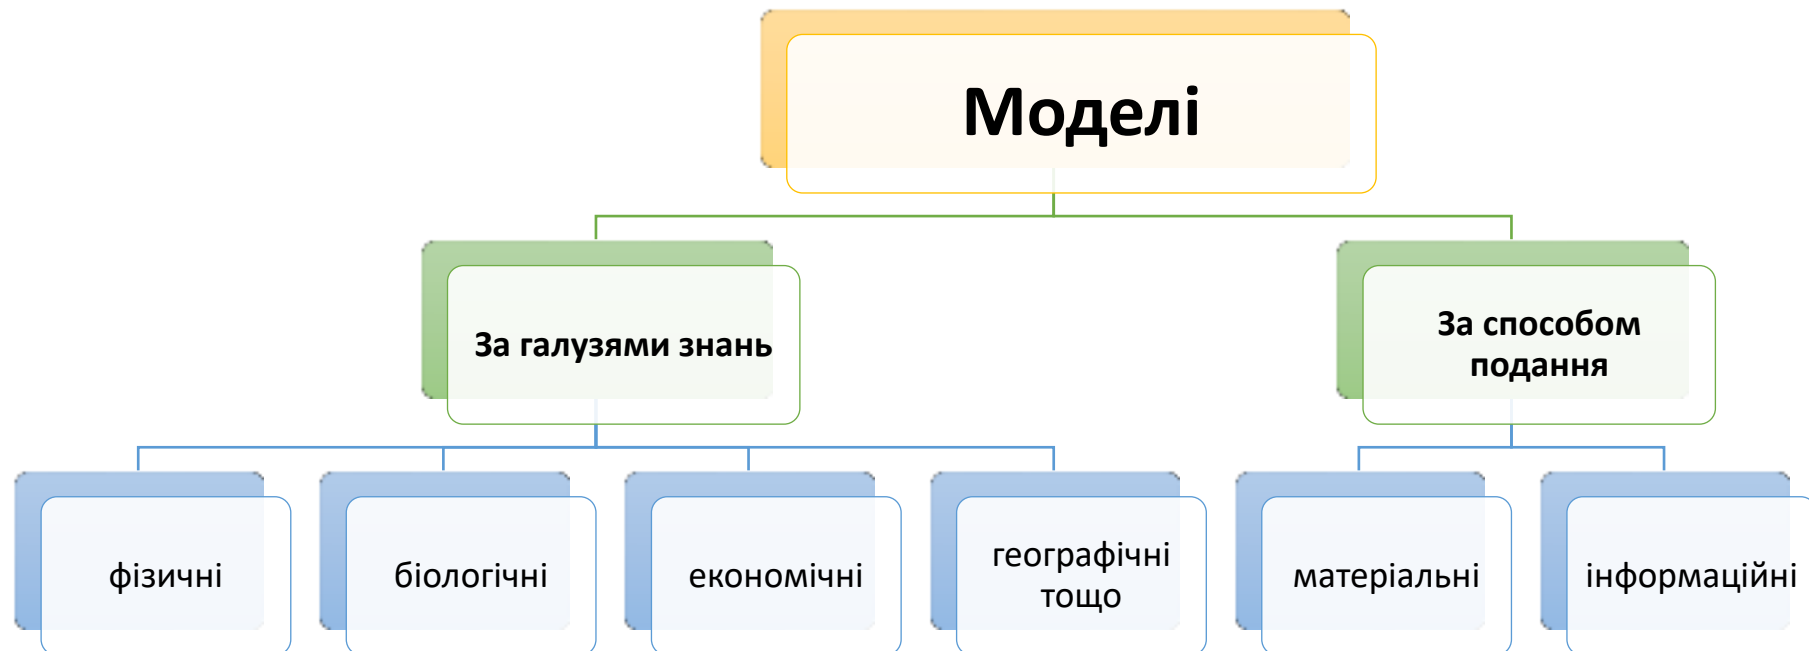 Моделі
За галузями знань
За способом
подання
фізичні
біологічні
економічні
географічні
тощо
матеріальні
інформаційні